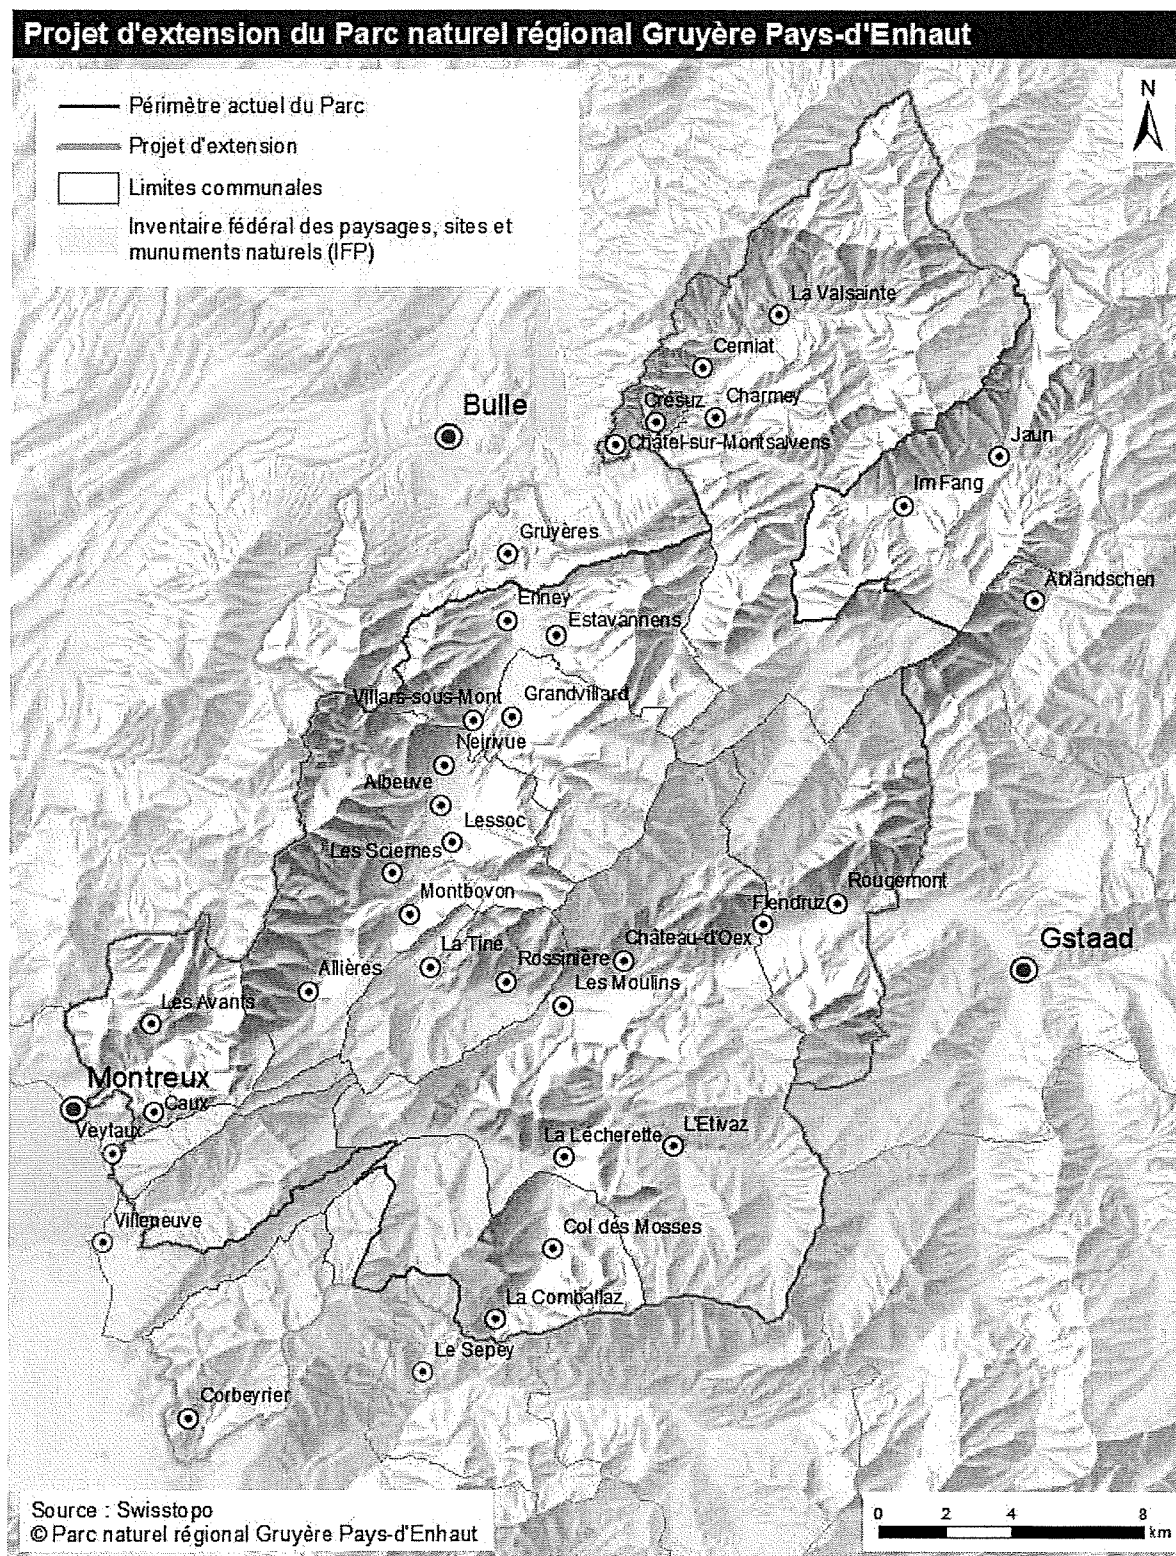 Projet d'extension du Parc naturel régional Gruyère Pays-d'Enhaut
Périmètre actuel du Parc
Projet d'extension
Limites communales
Inventaire fédéral des paysages, sites et
munuments naturels (IFP)
N
La Valsainte
Cerniat
Bulle
Crésuz
Charmey
Châtel-sur-Montsalvens
Jaun
Im Fang
Gruyères
Abländschen
Enney
Estavannens
Villars-sous-Mont
Grandvillard
Neirivue
Albeuve
Lessoc
Les Sciernes
Montbovon
Rougemont
Flendruz
Château-d'Oex
Gstaad
La Tine
Rossinière
Allières
Les Moulins
Les Avants
Montreux
Caux
Veytaux
L'Etivaz
La Lécherette
Villeneuve
Col des Mosses
La Comballaz
Le Sepey
Corbeyrier
Source : Swisstopo
© Parc naturel régional Gruyère Pays-d'Enhaut
0 2 4 8
km